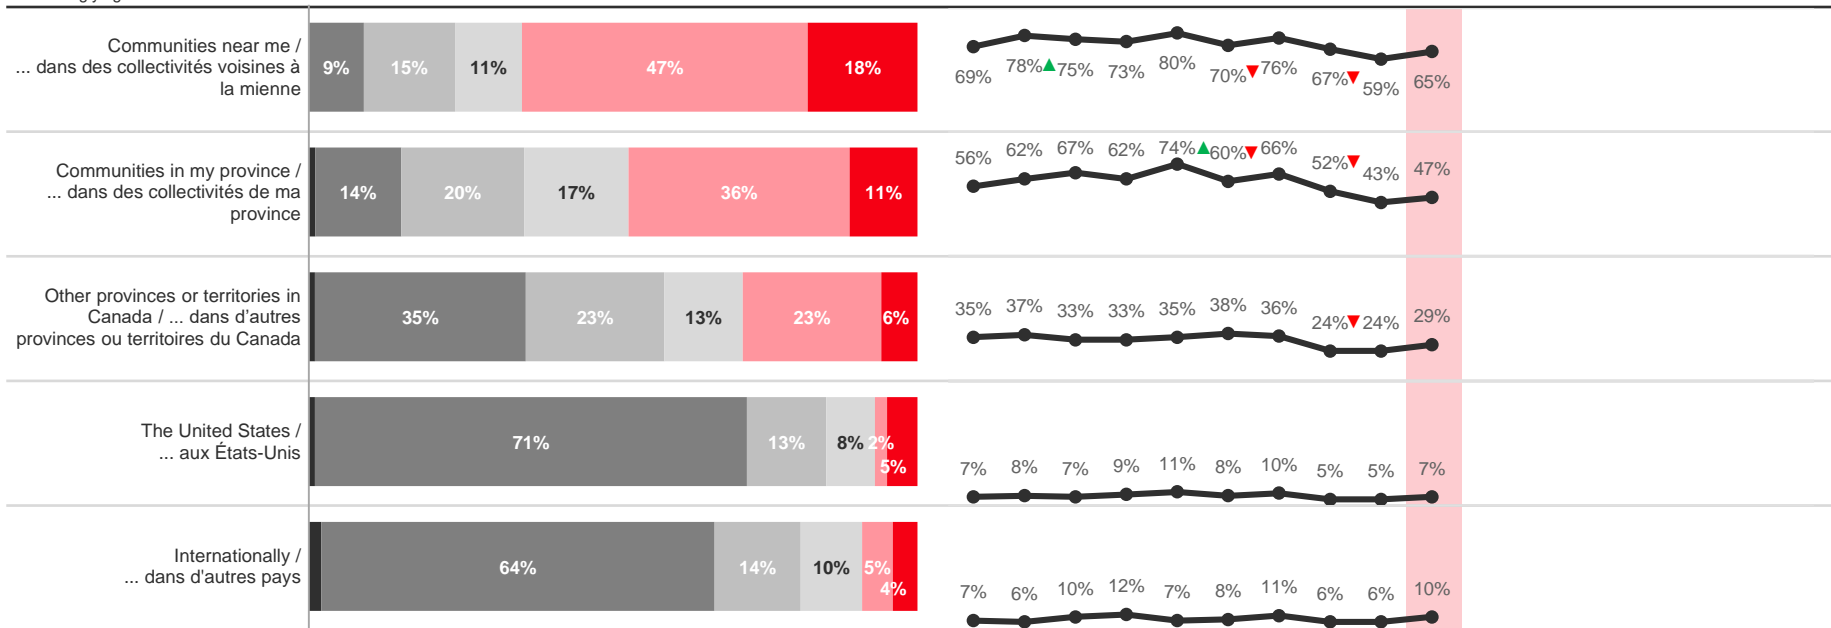 Communities near me /
... dans des collectivités voisines à
la mienne
9% 15% 11% 47% 18%
69% 78%▲ 75% 73% 80% 70%▼ 76% 67%▼ 59% 65%
Communities in my province /
... dans des collectivités de ma
province
14% 20% 17% 36% 11%
56% 62% 67% 62% 74%▲ 60%▼ 66% 52%▼ 43% 47%
Other provinces or territories in
Canada / ... dans d’autres
provinces ou territoires du Canada
35% 23% 13% 23% 6%
35% 37% 33% 33% 35% 38% 36% 24%▼ 24% 29%
The United States /
... aux États-Unis
71% 13% 8% 2% 5%
7% 8% 7% 9% 11% 8% 10% 5% 5% 7%
Internationally /
... dans d'autres pays
64% 14% 10% 5% 4%
7% 6% 10% 12% 7% 8% 11% 6% 6% 10%